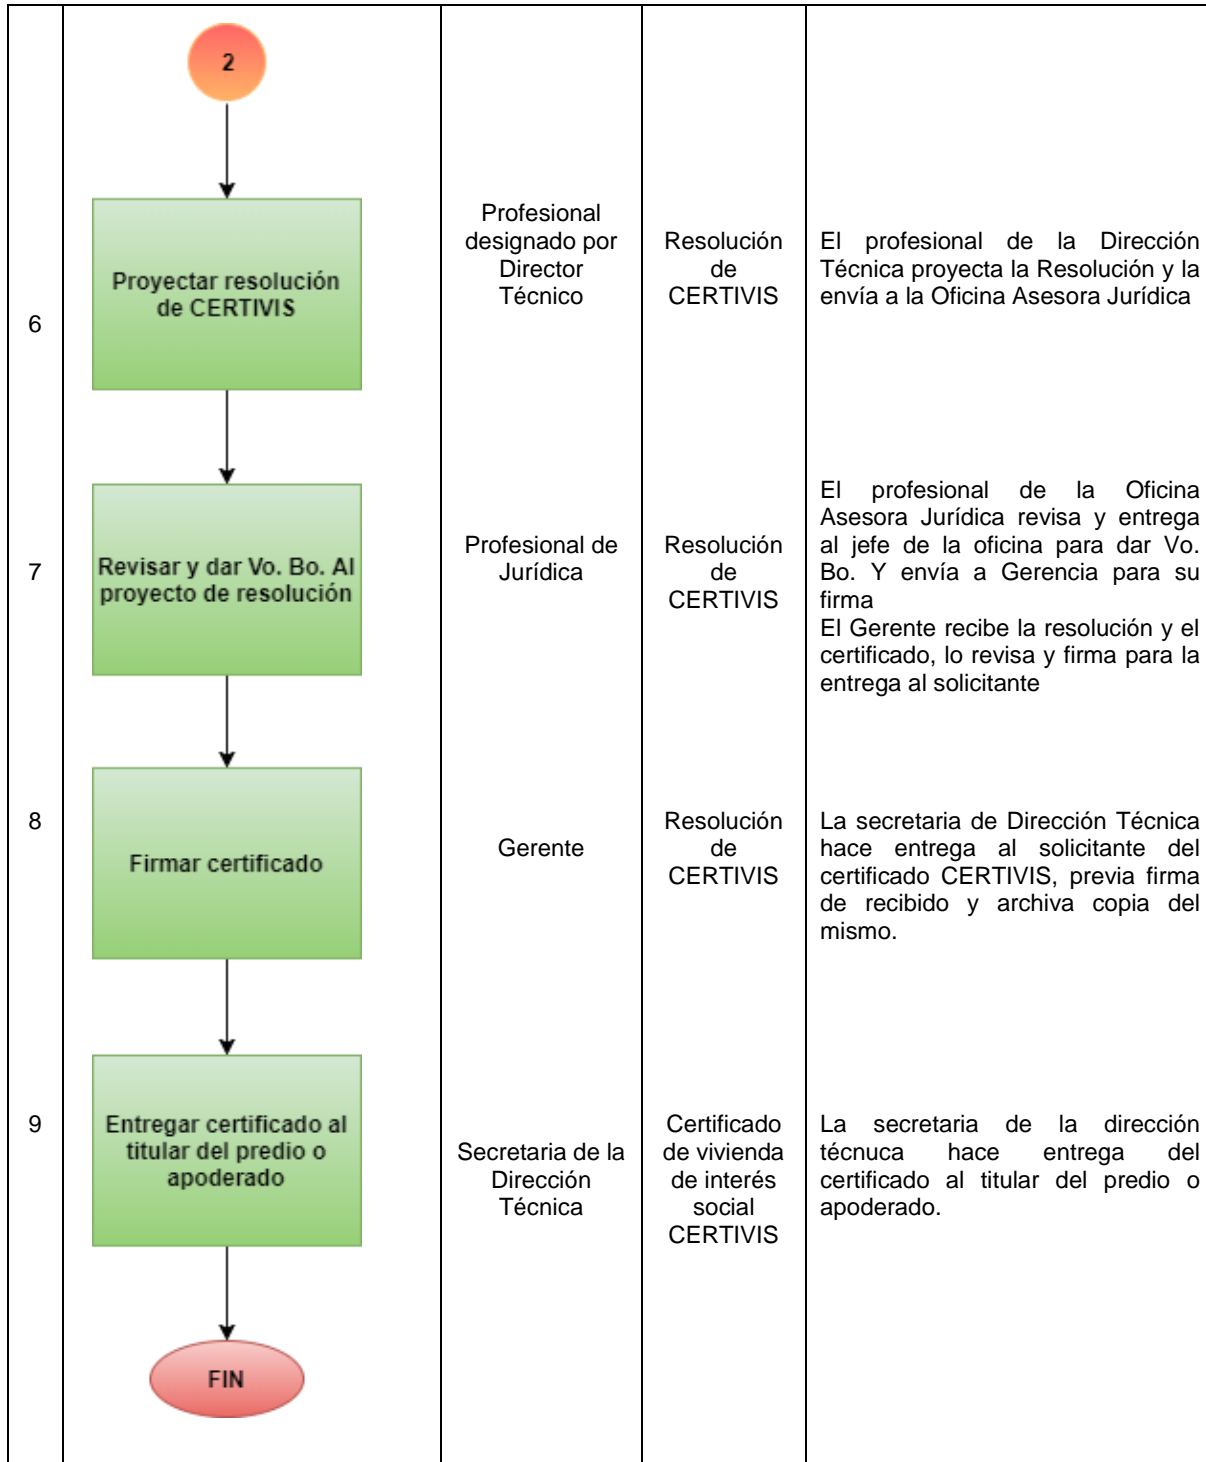 2
6
Proyectar resolución
de CERTIVIS
Profesional
designado por
Director
Técnico
Resolución
de
CERTIVIS
El profesional de la Dirección
Técnica proyecta la Resolución y la
envía a la Oficina Asesora Jurídica
7
Revisar y dar Vo. Bo. Al
proyecto de resolución
Profesional de
Jurídica
Resolución
de
CERTIVIS
El profesional de la Oficina
Asesora Jurídica revisa y entrega
al jefe de la oficina para dar Vo.
Bo. Y envía a Gerencia para su
firma
El Gerente recibe la resolución y el
certificado, lo revisa y firma para la
entrega al solicitante
8
Firmar certificado
Gerente
Resolución
de
CERTIVIS
La secretaria de Dirección Técnica
hace entrega al solicitante del
certificado CERTIVIS, previa firma
de recibido y archiva copia del
mismo.
9
Entregar certificado al
titular del predio o
apoderado
Secretaria de la
Dirección
Técnica
Certificado
de vivienda
de interés
social
CERTIVIS
La secretaria de la dirección
técnuca hace entrega del
certificado al titular del predio o
apoderado.
FIN